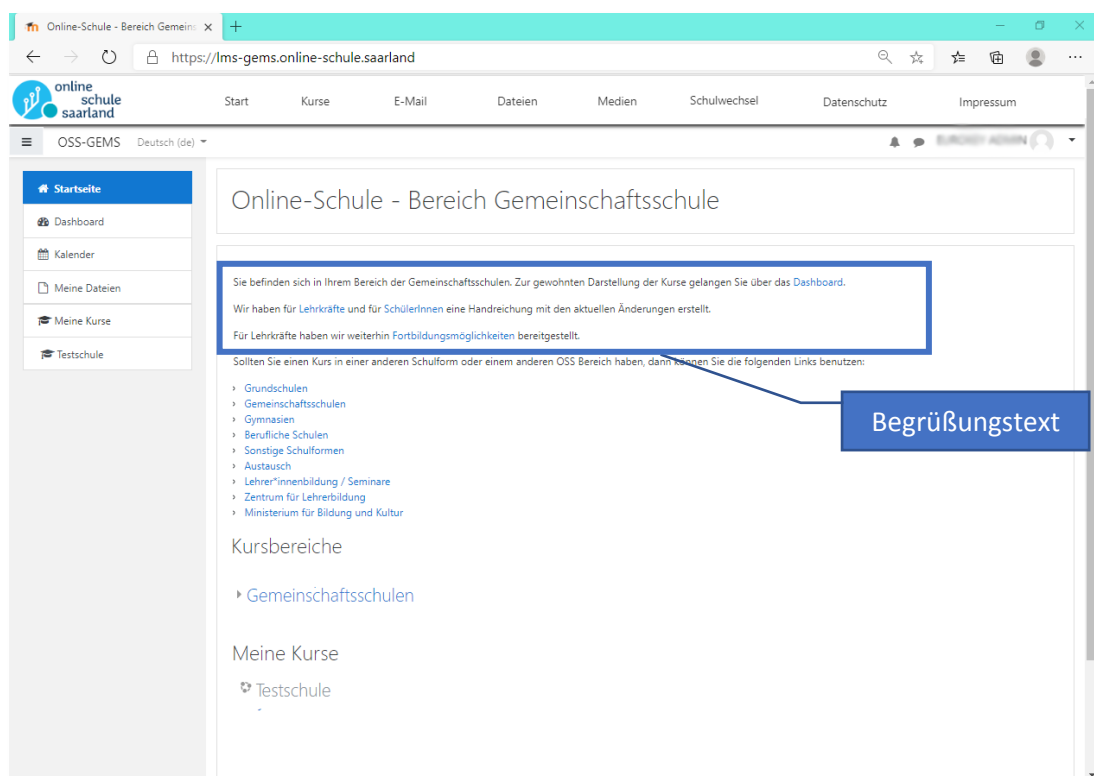 Online-Schule - Bereich Gemein
https://lms-gems.online-schule.saarland
online
schule
saarland
Start Kurse E-Mail Dateien Medien Schulwechsel Datenschutz Impressum
OSS-GEMS Deutsch (de)
Startseite
Dashboard
Kalender
Meine Dateien
Meine Kurse
Testschule
Online-Schule - Bereich Gemeinschaftsschule
Sie befinden sich in Ihrem Bereich der Gemeinschaftsschulen. Zur gewohnten Darstellung der Kurse gelangen Sie über das Dashboard.
Wir haben für Lehrkräfte und für SchülerInnen eine Handreichung mit den aktuellen Änderungen erstellt.
Für Lehrkräfte haben wir weiterhin Fortbildungsmöglichkeiten bereitgestellt.
Sollten Sie einen Kurs in einer anderen Schulform oder einem anderen OSS Bereich haben, dann können Sie die folgenden Links benutzen:
Grundschulen
Gemeinschaftsschulen
Gymnasien
Berufliche Schulen
Sonstige Schulformen
Austausch
Lehrer*innenbildung / Seminare
Zentrum für Lehrerbildung
Ministerium für Bildung und Kultur
Begrüßungstext
Kursbereiche
Gemeinschaftsschulen
Meine Kurse
Testschule